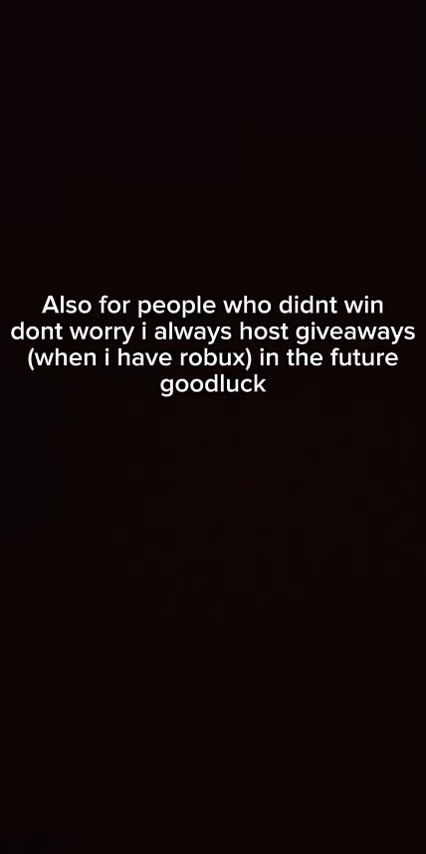 Also for people who didnt win
dont worry i always host giveaways
(when i have robux) in the future
goodluck